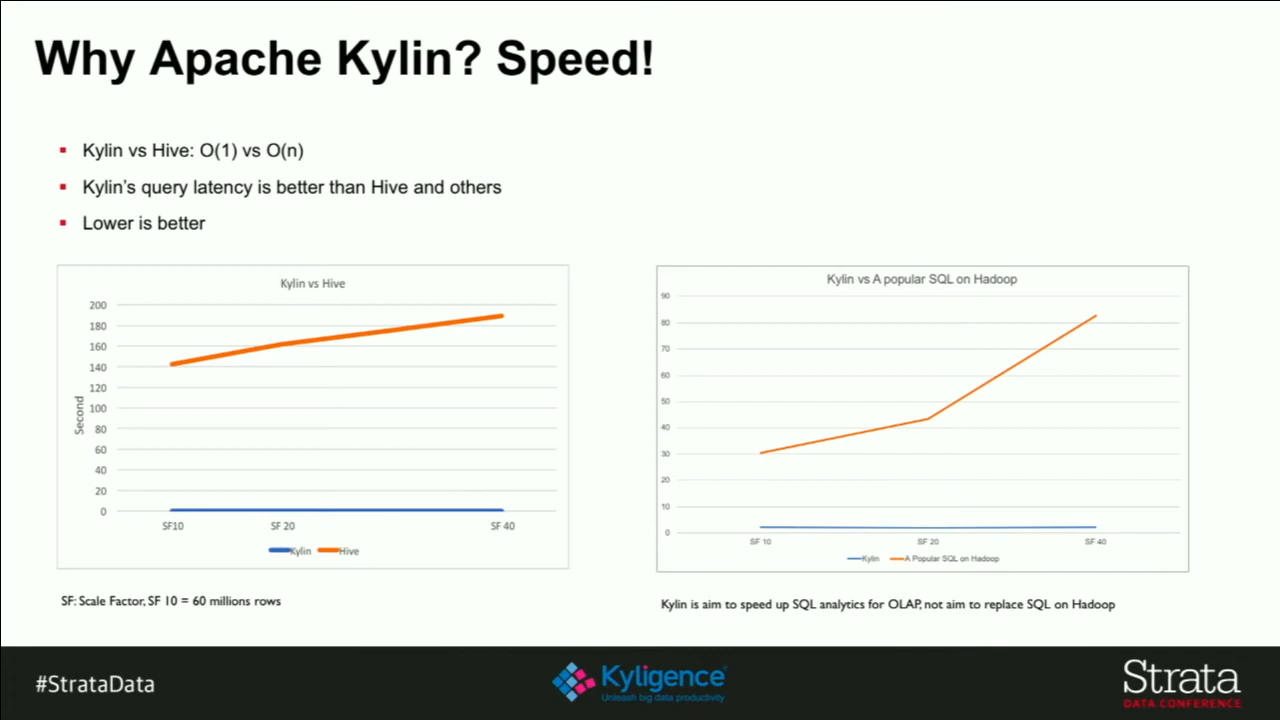 Why Apache Kylin? Speed!
Kylin vs Hive: O(1) vs O(n)
Kylin's query latency is better than Hive and others
Lower is better
Kylin vs Hive
200
180
160
140
120
100
80
60
40
20
0
Second
SF10 SF 20 SF 40
Kylin Hive
SF: Scale Factor, SF 10 = 60 millions rows
Kylin vs A popular SQL on Hadoop
90
80
70
60
50
40
30
20
10
0
SF 10 SF 20 SF 40
Kylin A Popular SQL on Hadoop
Kylin is aim to speed up SQL analytics for OLAP, not aim to replace SQL on Hadoop
#StrataData
Kyligence
Unleash big data productivity
Strata
DATA CONFERENCE